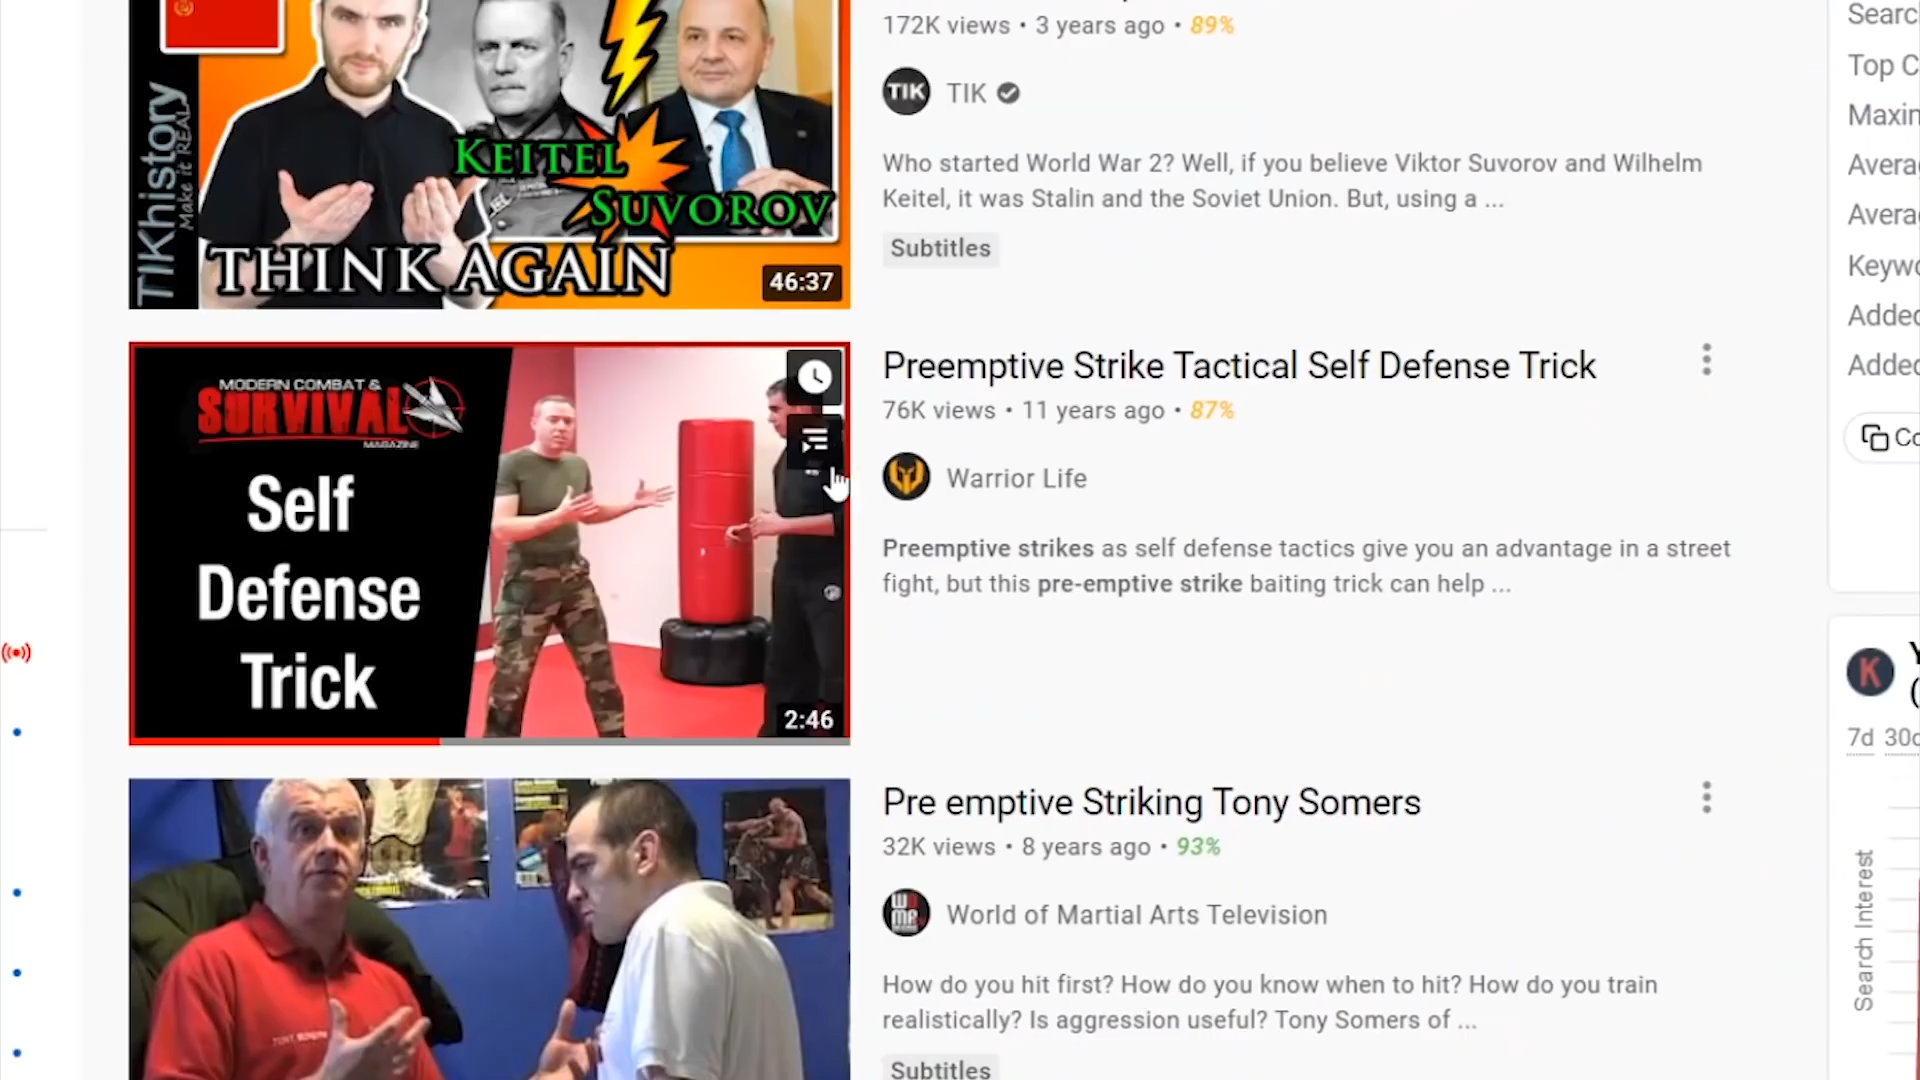 172K views • 3 years ago • 89%
TIK
TIK
Who started World War 2? Well, if you believe Viktor Suvorov and Wilhelm
Keitel, it was Stalin and the Soviet Union. But, using a ...
Subtitles
TIKhistory
Make it REAL
KEITEL
SUVOROV
THINK AGAIN
46:37
MODERN COMBAT &
SURVIVAL
MAGAZINE
Self
Defense
Trick
2:46
Preemptive Strike Tactical Self Defense Trick
76K views • 11 years ago • 87%
Warrior Life
Preemptive strikes as self defense tactics give you an advantage in a street
fight, but this pre-emptive strike baiting trick can help ...
Pre emptive Striking Tony Somers
32K views • 8 years ago • 93%
World of Martial Arts Television
How do you hit first? How do you know when to hit? How do you train
realistically? Is aggression useful? Tony Somers of ...
Subtitles
Searc
Top C
Maxin
Avera
Avera
Keywo
Added
Added
Co
K
7d 30d
Search Interest